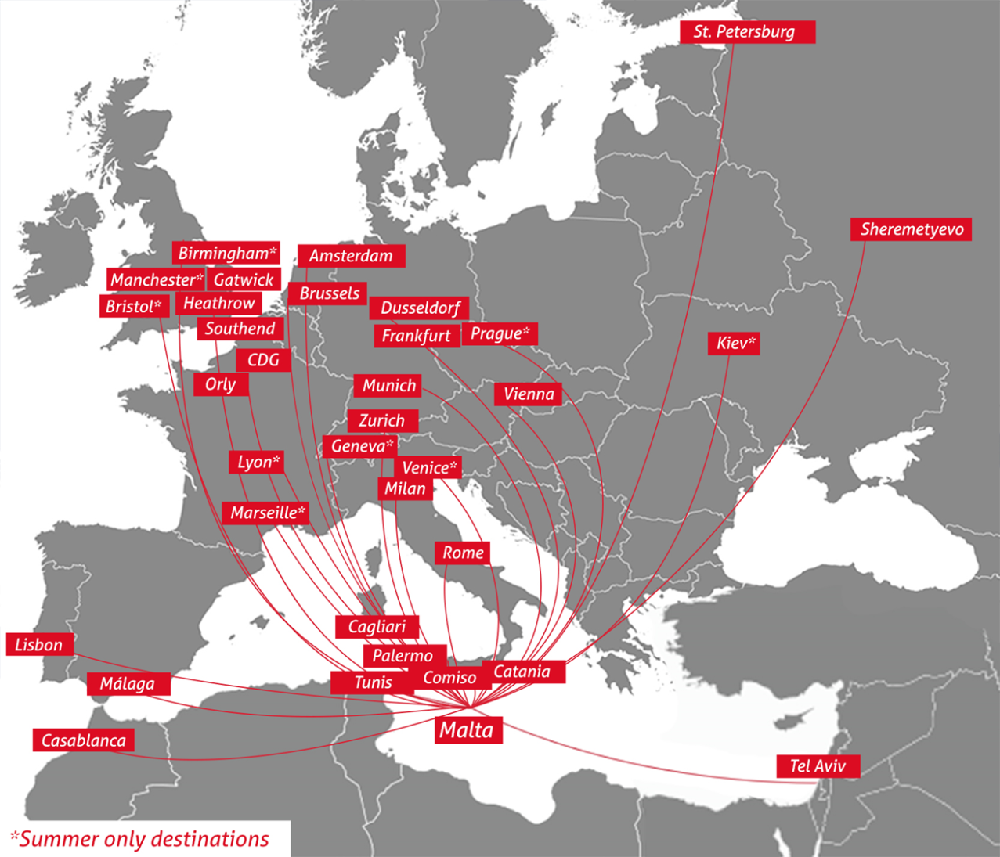 St. Petersburg
Sheremetyevo
Birmingham*
Amsterdam
Manchester*
Gatwick
Bristol*
Heathrow
Brussels
Dusseldorf
Southend
Frankfurt
Prague*
Kiev*
CDG
Orly
Munich
Vienna
Zurich
Geneva*
Lyon*
Venice*
Milan
Marseille*
Rome
Cagliari
Lisbon
Palermo
Catania
Comiso
Tunis
Málaga
Malta
Casablanca
Tel Aviv
*Summer only destinations